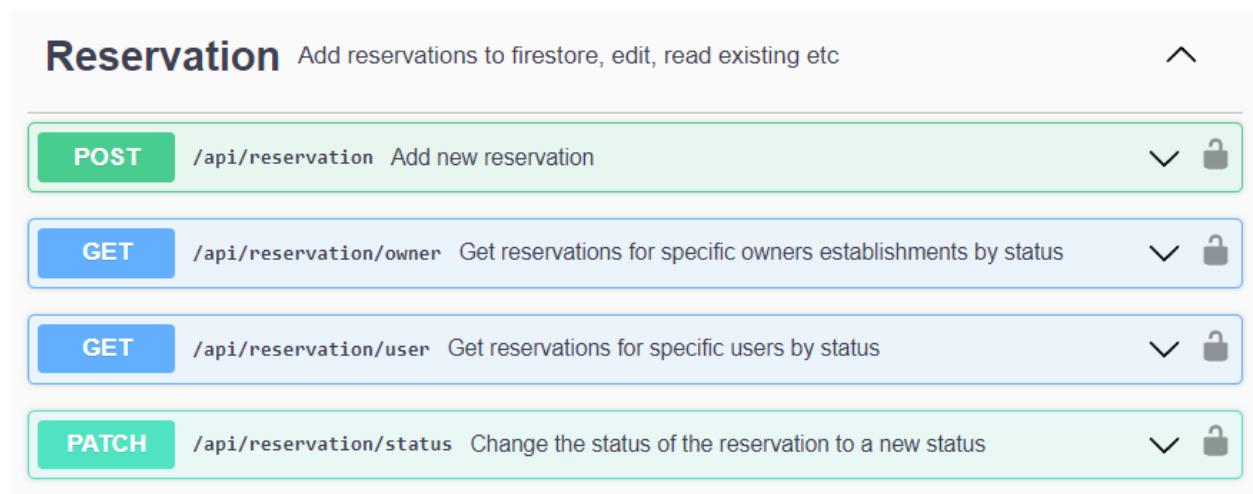 Reservation Add reservations to firestore, edit, read existing etc
POST /api/reservation Add new reservation
GET /api/reservation/owner Get reservations for specific owners establishments by status
GET /api/reservation/user Get reservations for specific users by status
PATCH /api/reservation/status Change the status of the reservation to a new status